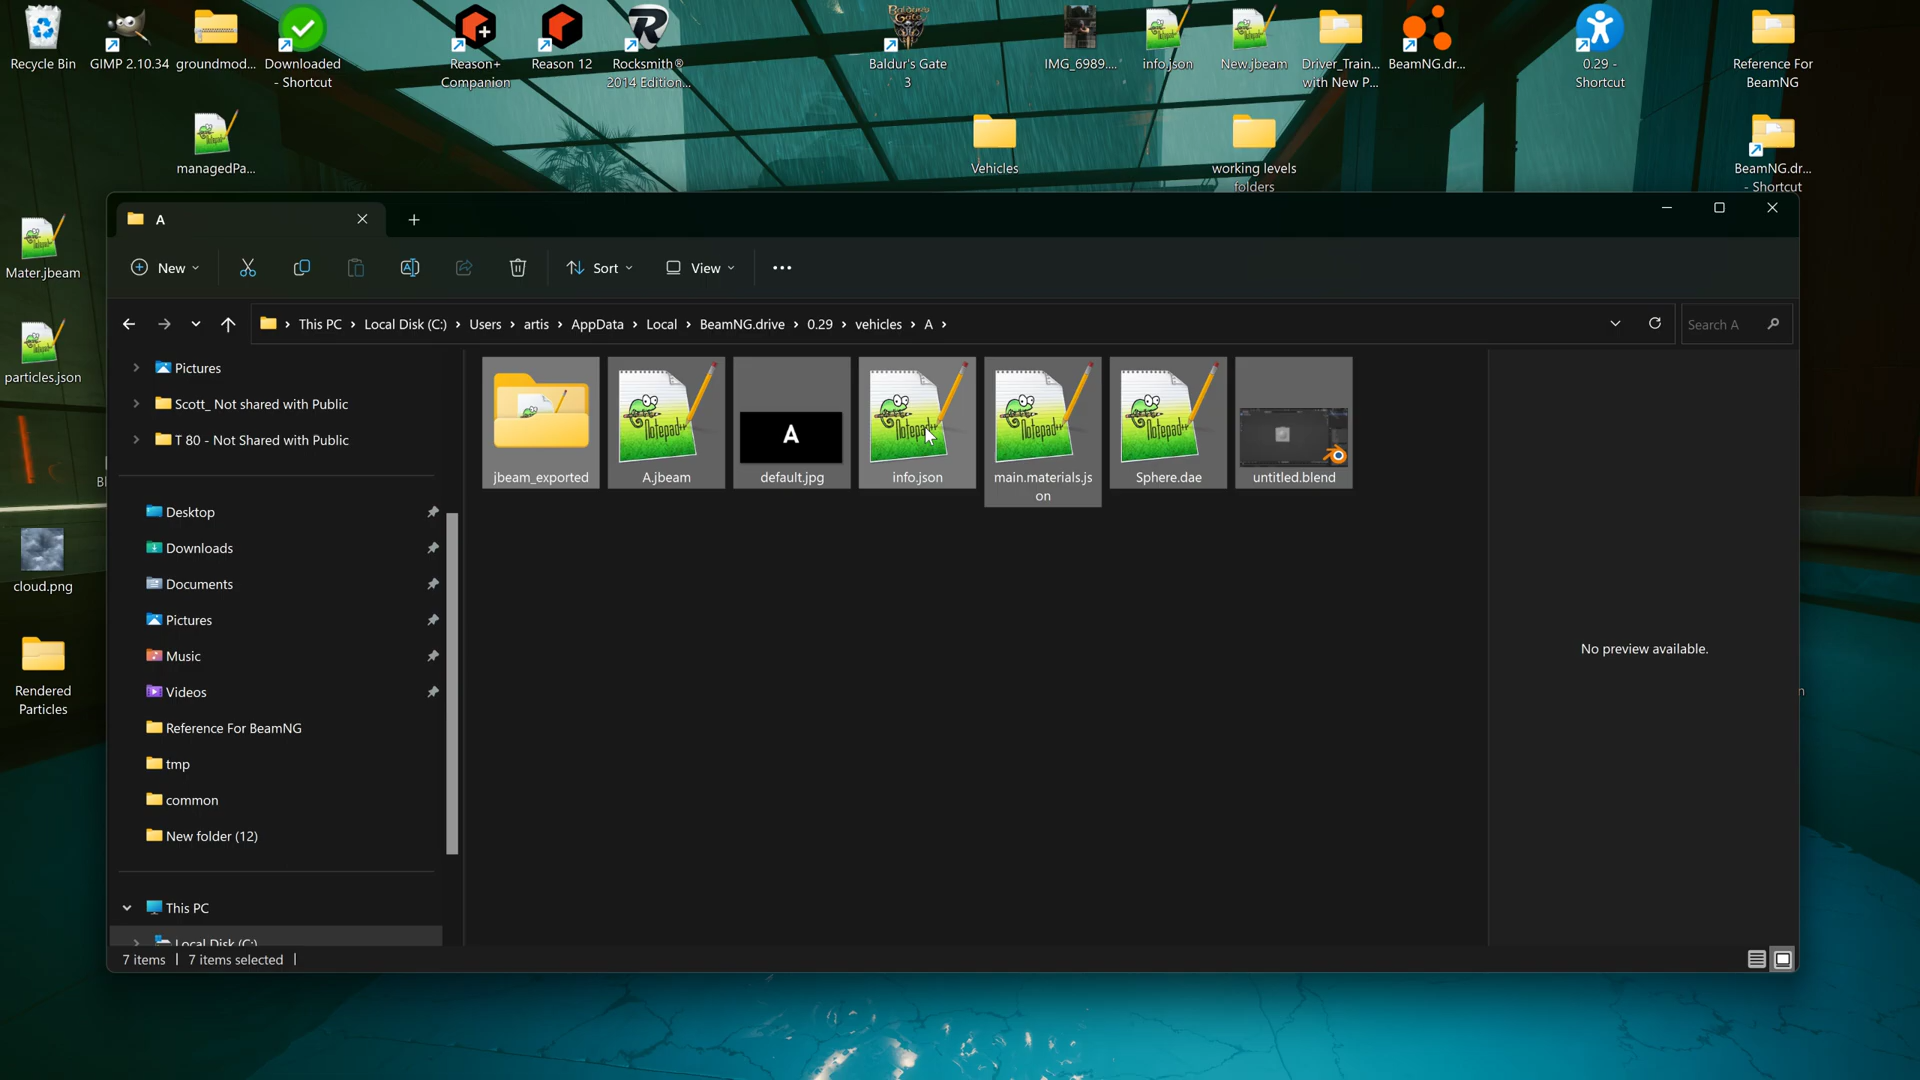 Recycle Bin
GIMP 2.10.34
groundmod...
Downloaded
- Shortcut
Reason+
Companion
Reason 12
Rocksmith®
2014 Edition...
Baldur's Gate
3
IMG_6989....
info.json
New.jbeam
Driver_Train...
with New P...
BeamNG.dr...
0.29 -
Shortcut
Reference For
BeamNG
managedPa...
Vehicles
working levels
folders
BeamNG.dr...
- Shortcut
Mater.jbeam
particles.json
cloud.png
Rendered
Particles
A
New
Sort
View
This PC > Local Disk (C:) > Users > artis > AppData > Local > BeamNG.drive > 0.29 > vehicles > A >
Search A
Pictures
Scott_ Not shared with Public
T 80 - Not Shared with Public
Desktop
Downloads
Documents
Pictures
Music
Videos
Reference For BeamNG
tmp
common
New folder (12)
This PC
Local Disk (C:)
Notepad++
A
Notepad++
Notepad++
Notepad++
jbeam_exported
A.jbeam
default.jpg
info.json
main.materials.js
on
Sphere.dae
untitled.blend
No preview available.
7 items
7 items selected